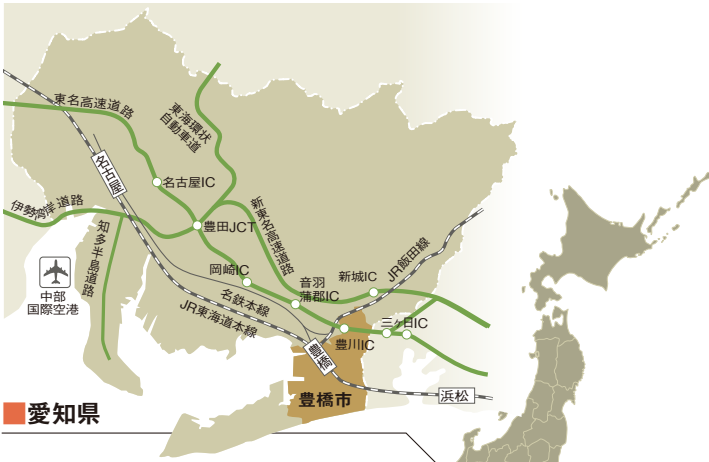 東名高速道路
東海環状
自動車道
名古屋
名古屋IC
伊勢湾岸道路
知多半島道路
豊田JCT
新東名高速道路
中部
国際空港
岡崎IC
音羽
蒲郡IC
新城IC
JR飯田線
名鉄本線
JR東海道本線
豊川IC
三ヶ日IC
豊橋
豊橋市
浜松
愛知県